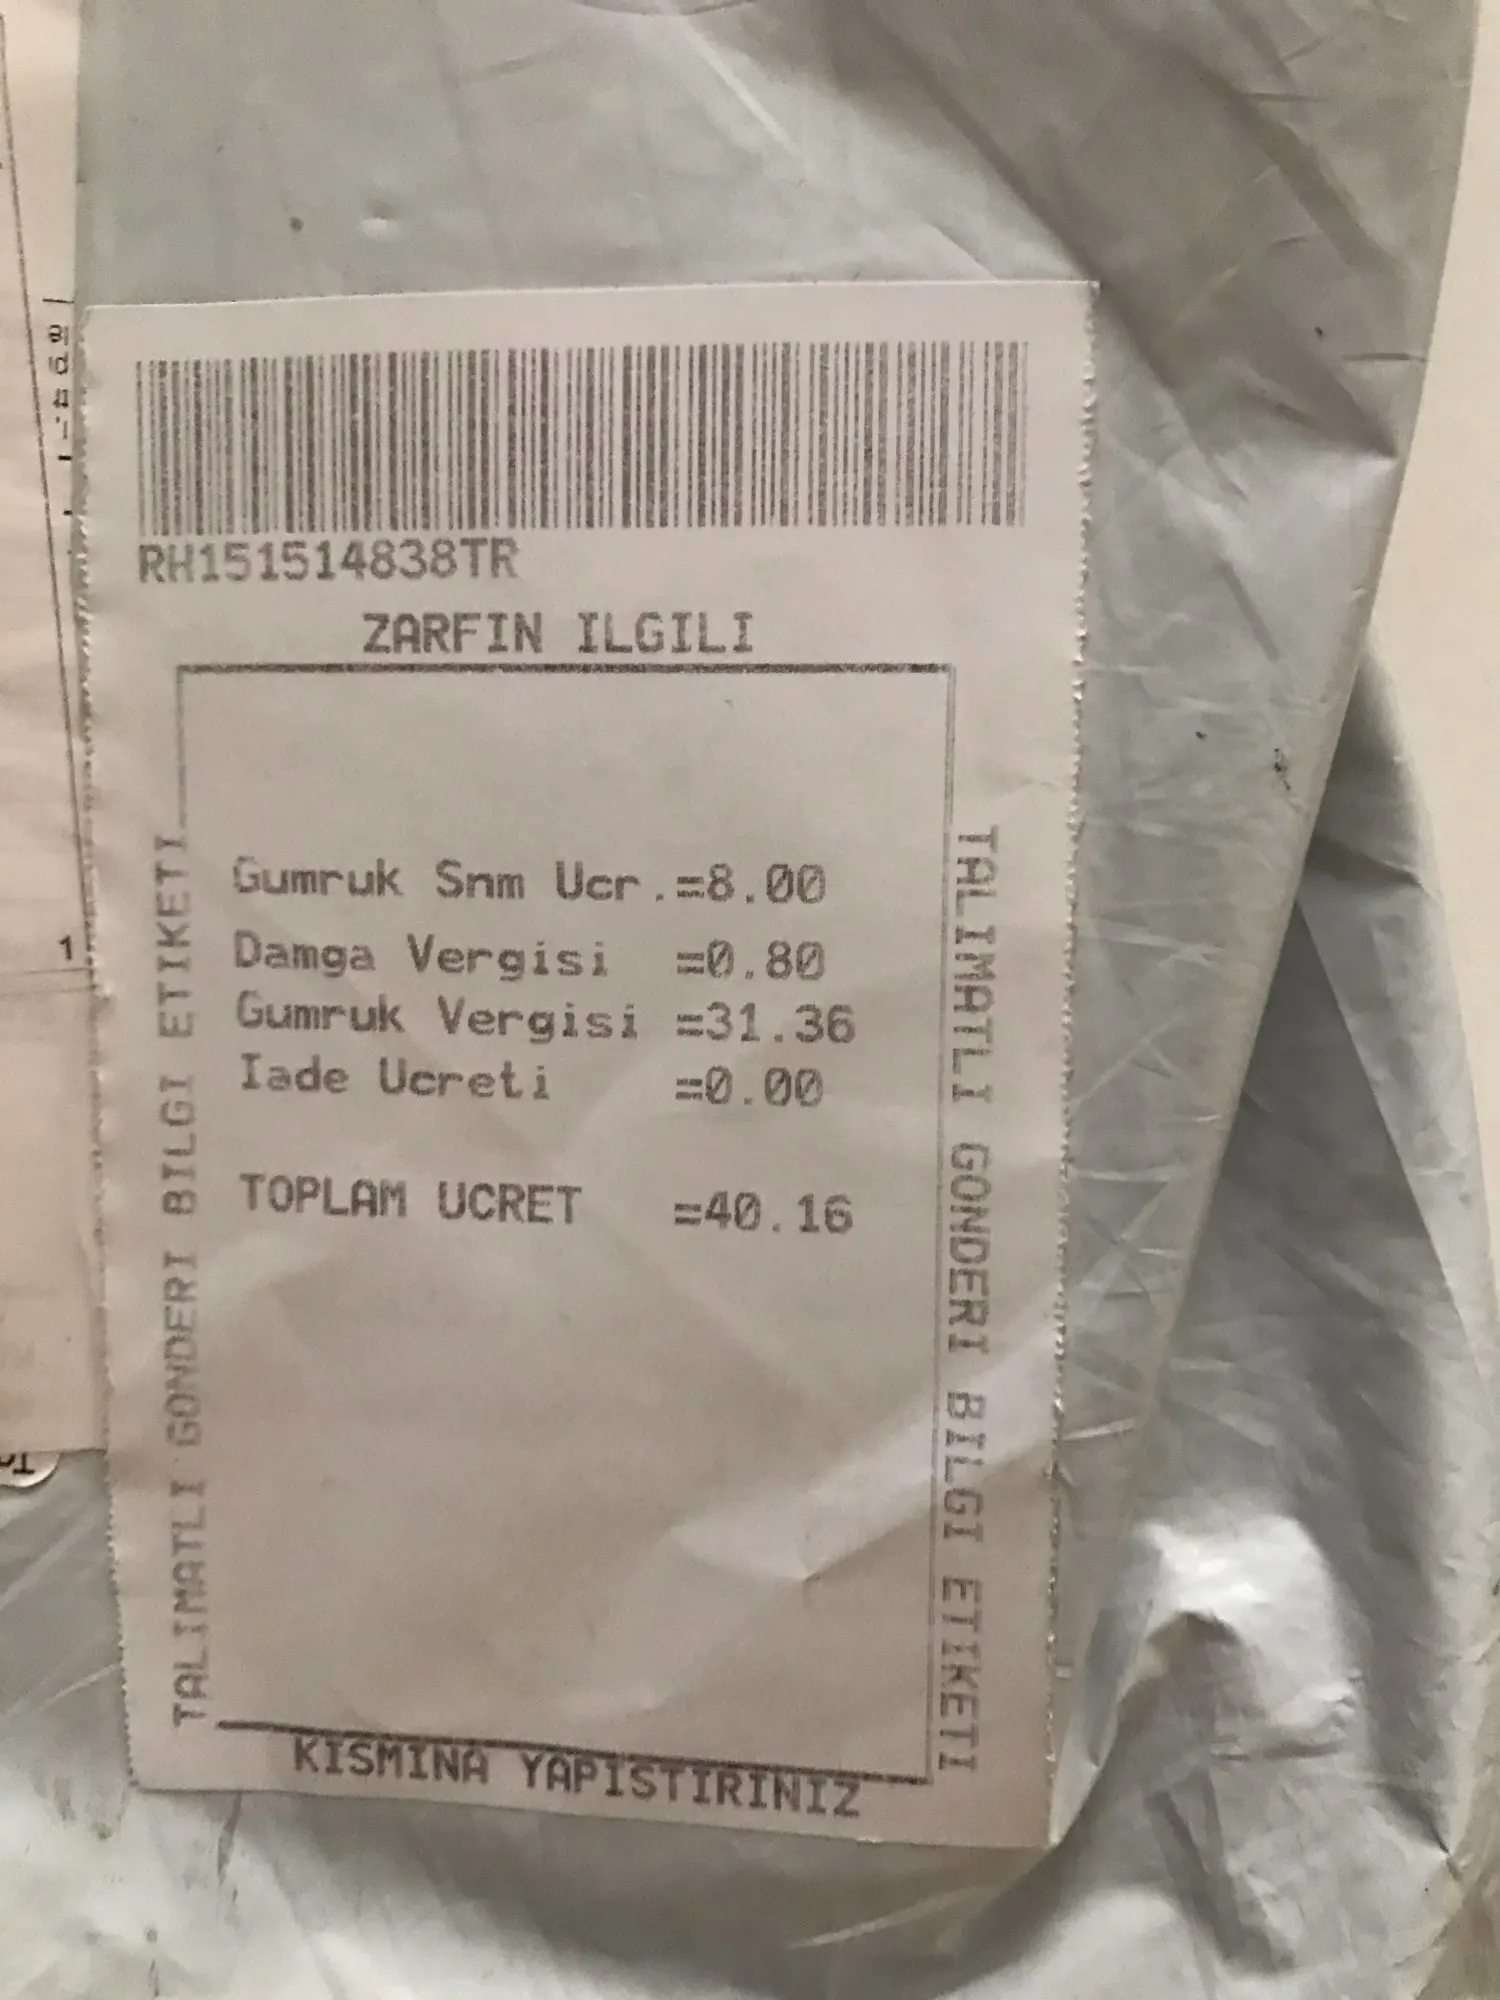 RH151514838TR
ZARFIN ILGILI
TALIMATLI GONDERI BILGI ETIKETI
Gumruk Snm Ucr.=8.00
Damga Vergisi =0.80
Gumruk Vergisi =31.36
Iade Ucreti =0.00
TOPLAM UCRET =40.16
TALIMATLI GONDERI BILGI ETIKETI
KISMINA YAPISTIRINIZ
1